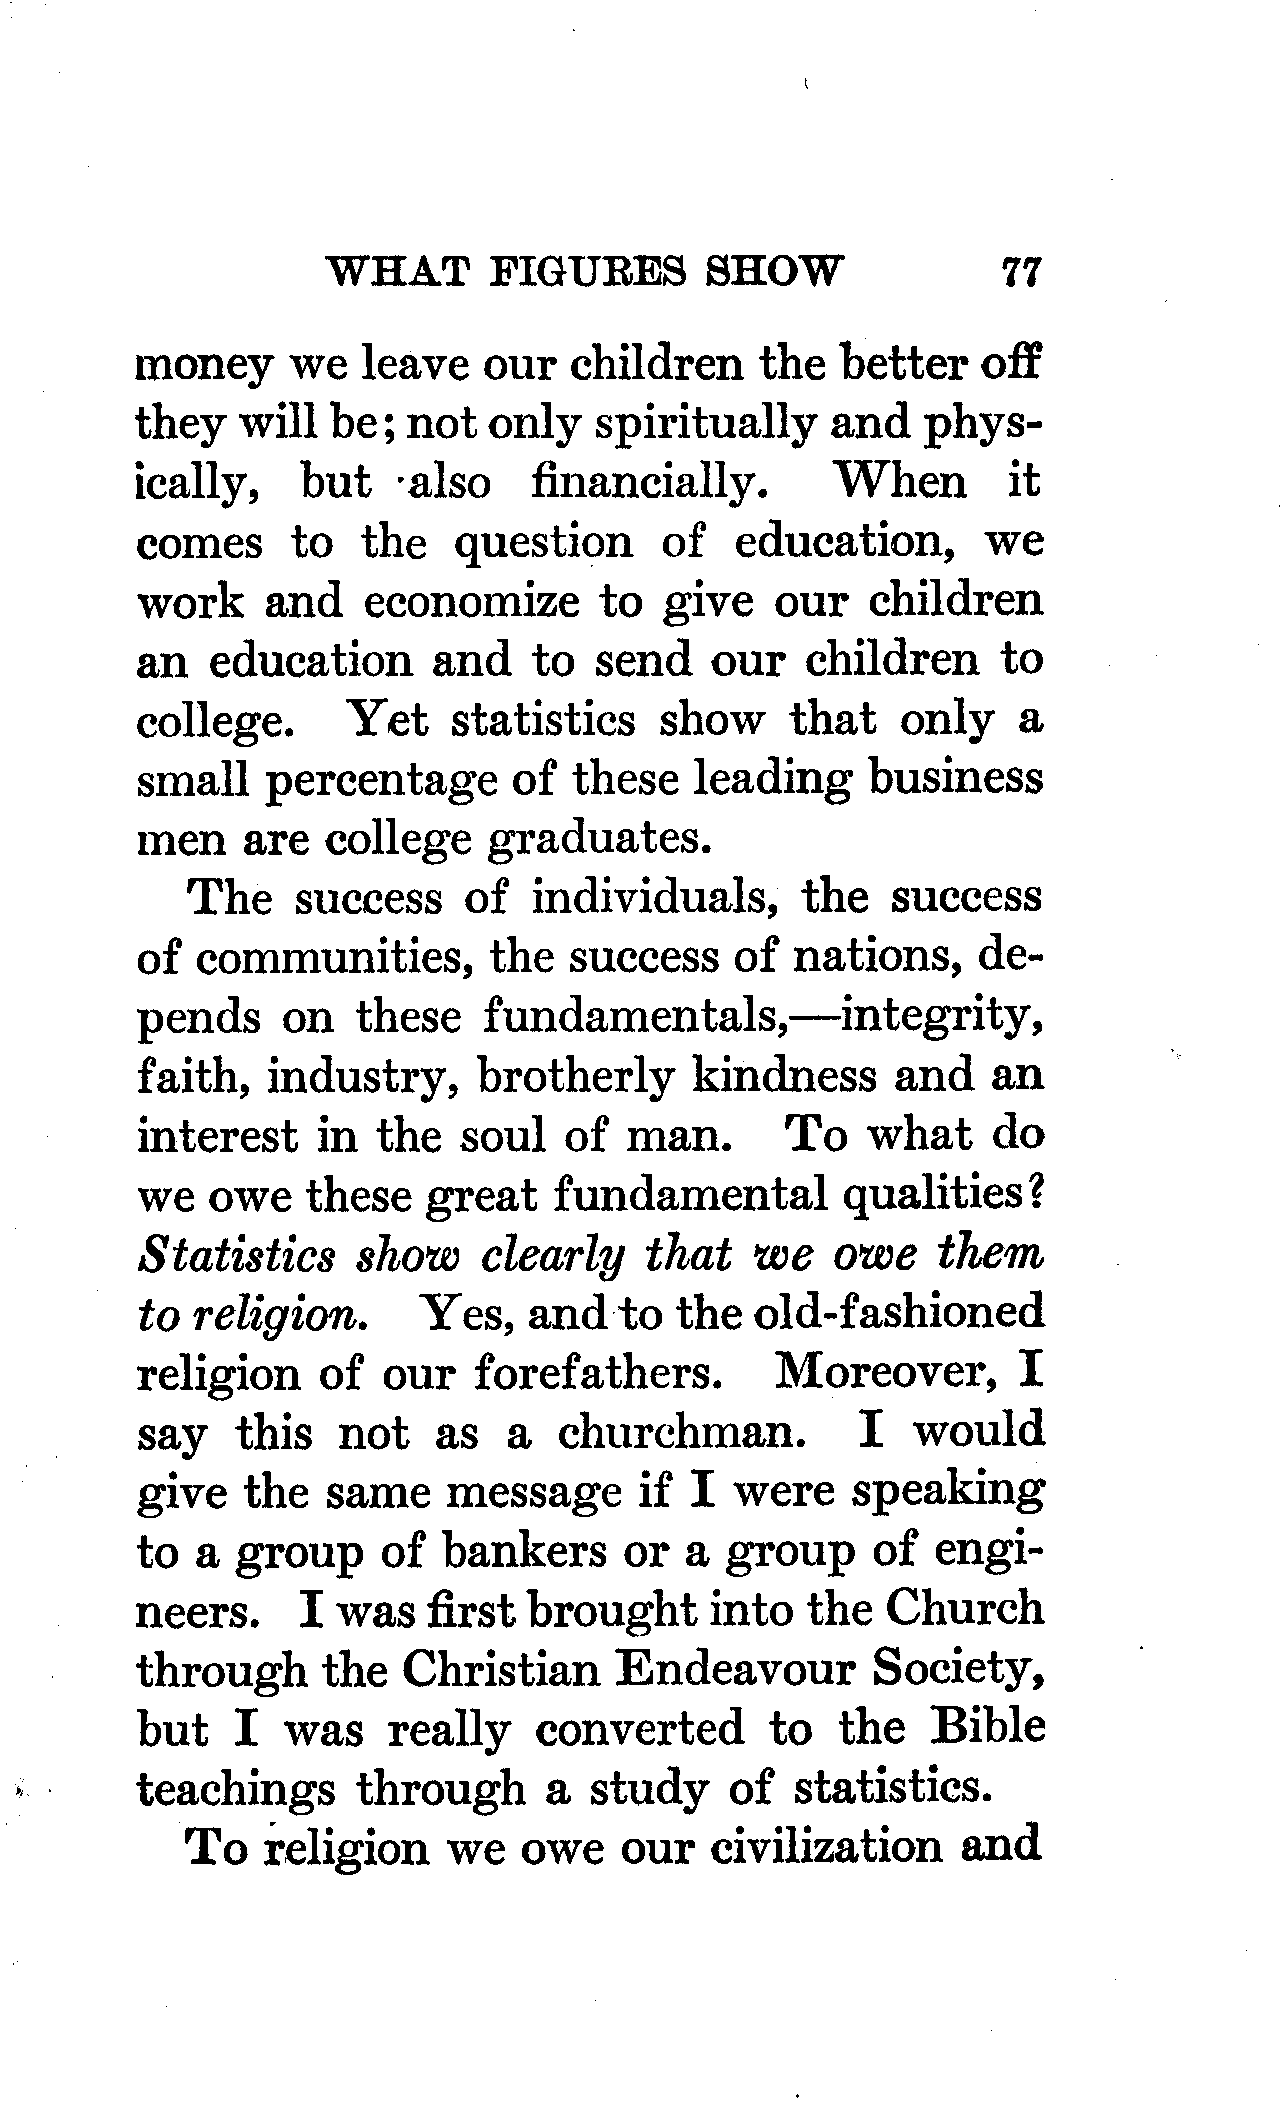 WHAT FIGURES SHOW 77
money we leave our children the better off
they will be; not only spiritually and phys-
ically, but also financially. When it
comes to the question of education, we
work and economize to give our children
an education and to send our children to
college. Yet statistics show that only a
small percentage of these leading business
men are college graduates.
The success of individuals, the success
of communities, the success of nations, de-
pends on these fundamentals,—integrity,
faith, industry, brotherly kindness and an
interest in the soul of man. To what do
we owe these great fundamental qualities?
Statistics show clearly that we owe them
to religion. Yes, and to the old-fashioned
religion of our forefathers. Moreover, I
say this not as a churchman. I would
give the same message if I were speaking
to a group of bankers or a group of engi-
neers. I was first brought into the Church
through the Christian Endeavour Society,
but I was really converted to the Bible
teachings through a study of statistics.
To religion we owe our civilization and